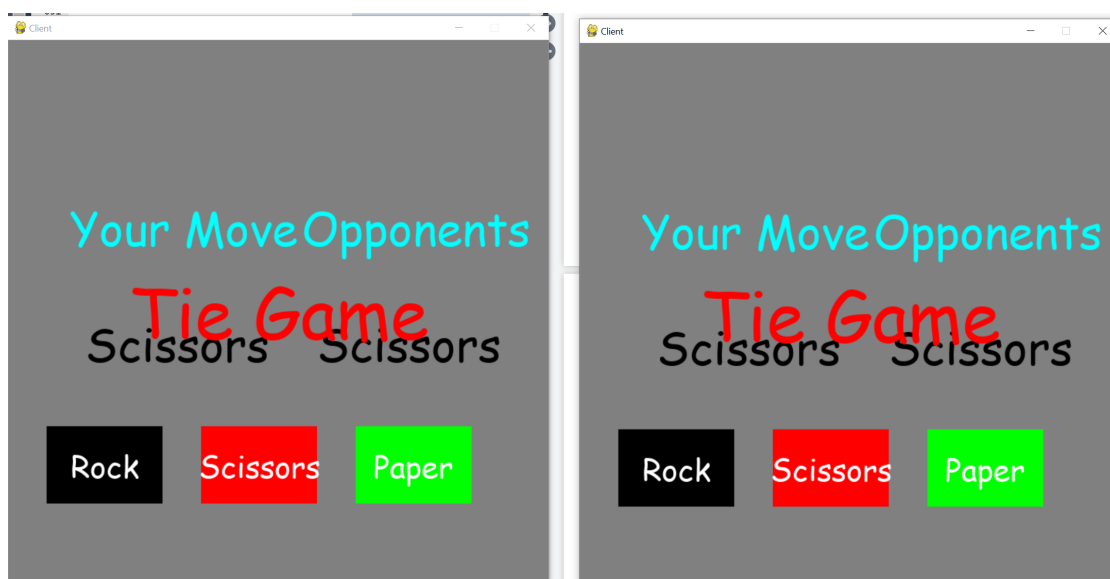 Client
Your Move Opponents
Tie Game
Scissors Scissors
Rock Scissors Paper
Client
Your Move Opponents
Tie Game
Scissors Scissors
Rock Scissors Paper